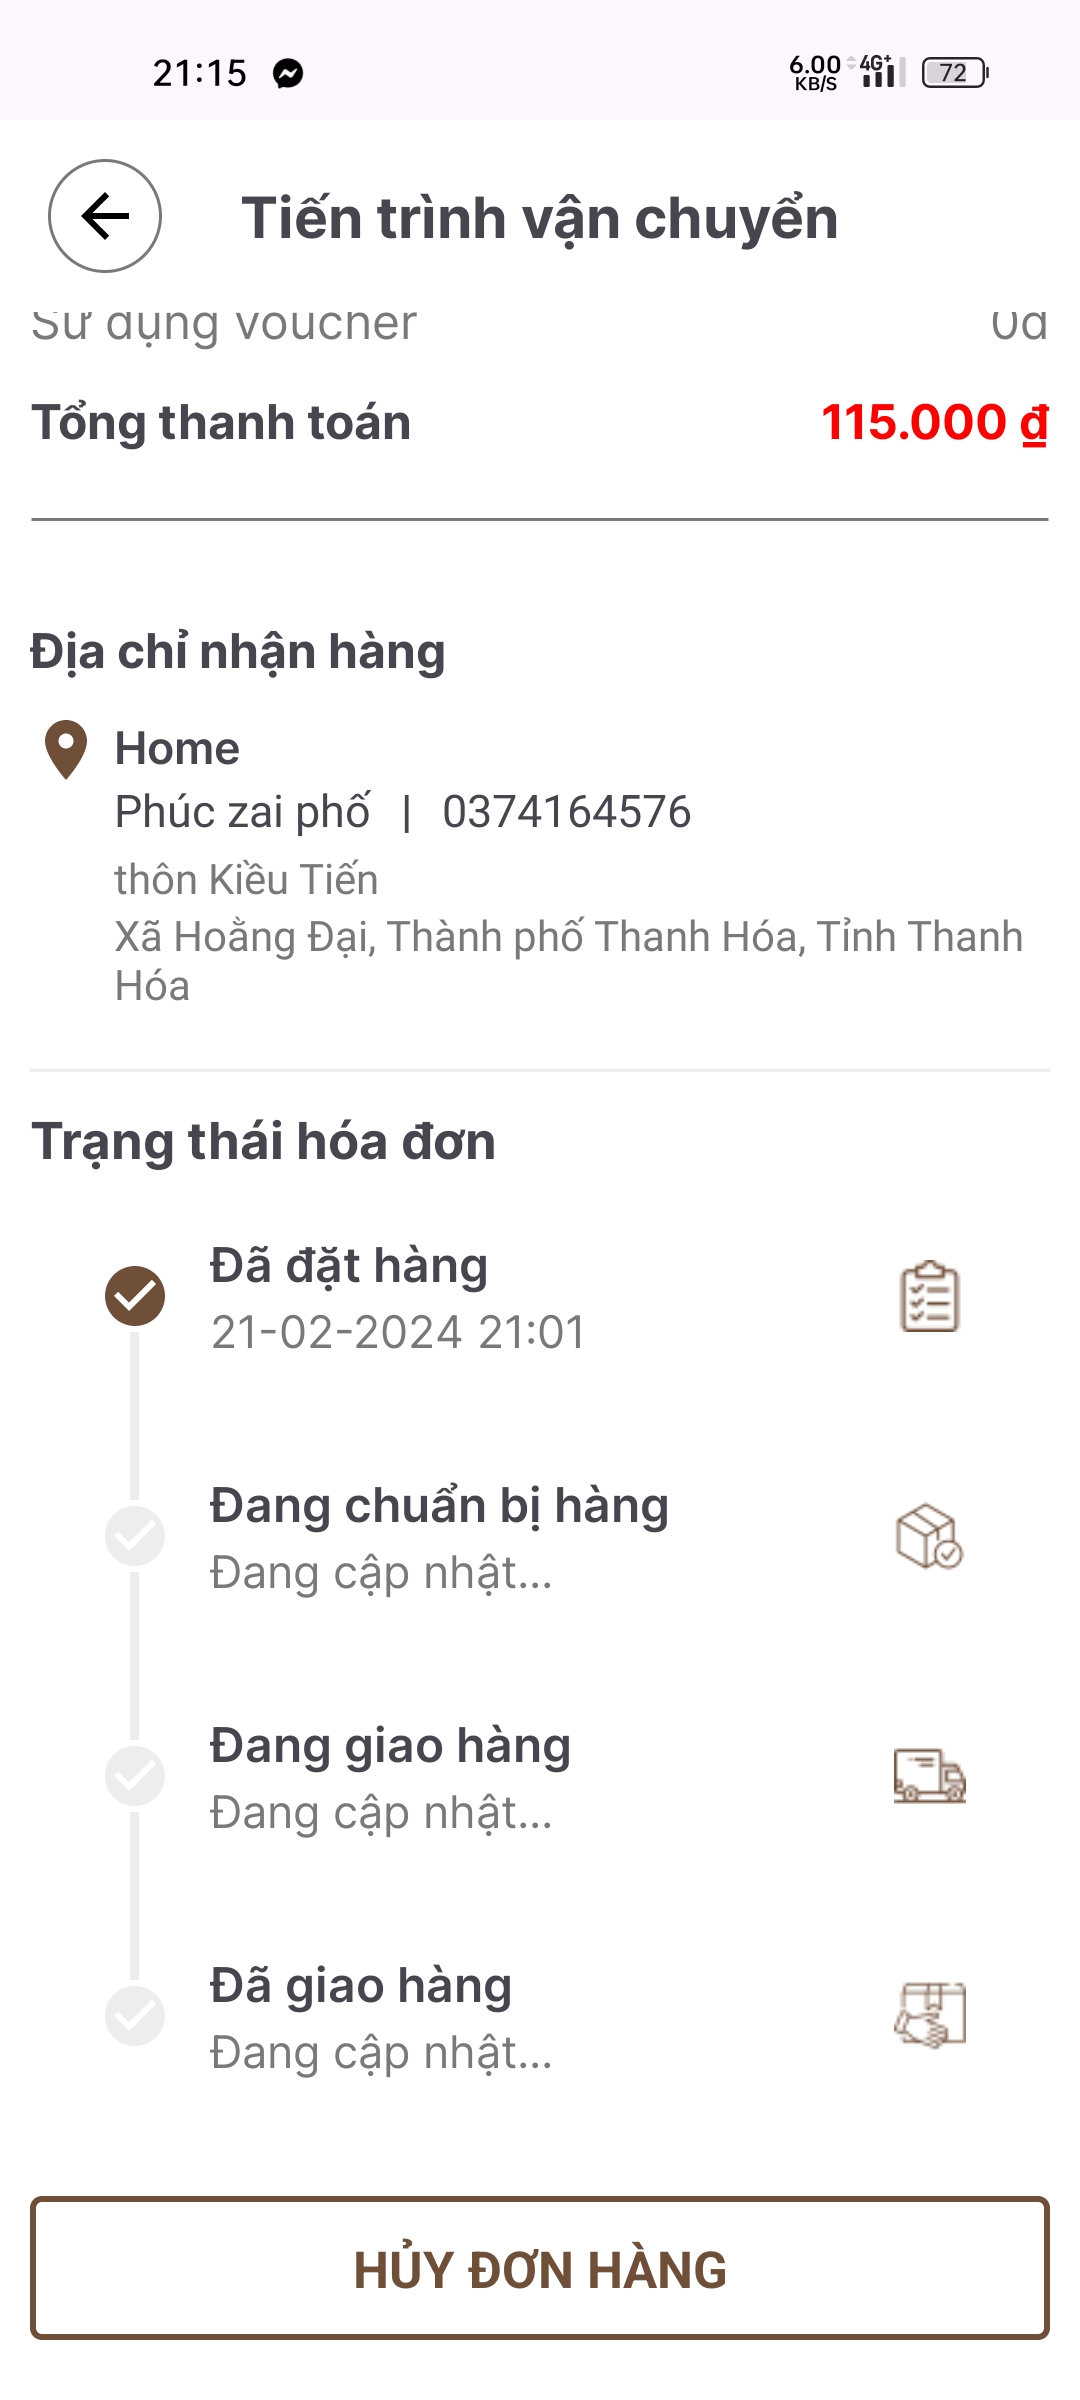 21:15
6.00 KB/S 4G+ 72
Tiến trình vận chuyển
Sử dụng voucher 0đ
Tổng thanh toán 115.000 ₫
Địa chỉ nhận hàng
Home
Phúc zai phố | 0374164576
thôn Kiều Tiến
Xã Hoằng Đại, Thành phố Thanh Hóa, Tỉnh Thanh
Hóa
Trạng thái hóa đơn
Đã đặt hàng
21-02-2024 21:01
Đang chuẩn bị hàng
Đang cập nhật...
Đang giao hàng
Đang cập nhật...
Đã giao hàng
Đang cập nhật...
HỦY ĐƠN HÀNG